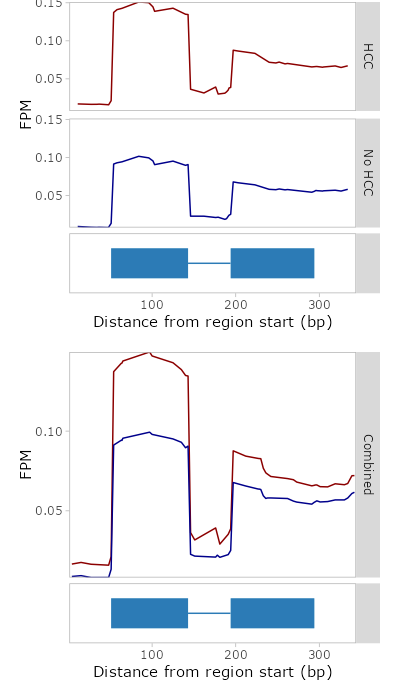 0.15
0.10
0.05
HCC
FPM
0.15
0.10
0.05
No HCC
100 200 300
Distance from region start (bp)
0.10
0.05
FPM
Combined
100 200 300
Distance from region start (bp)